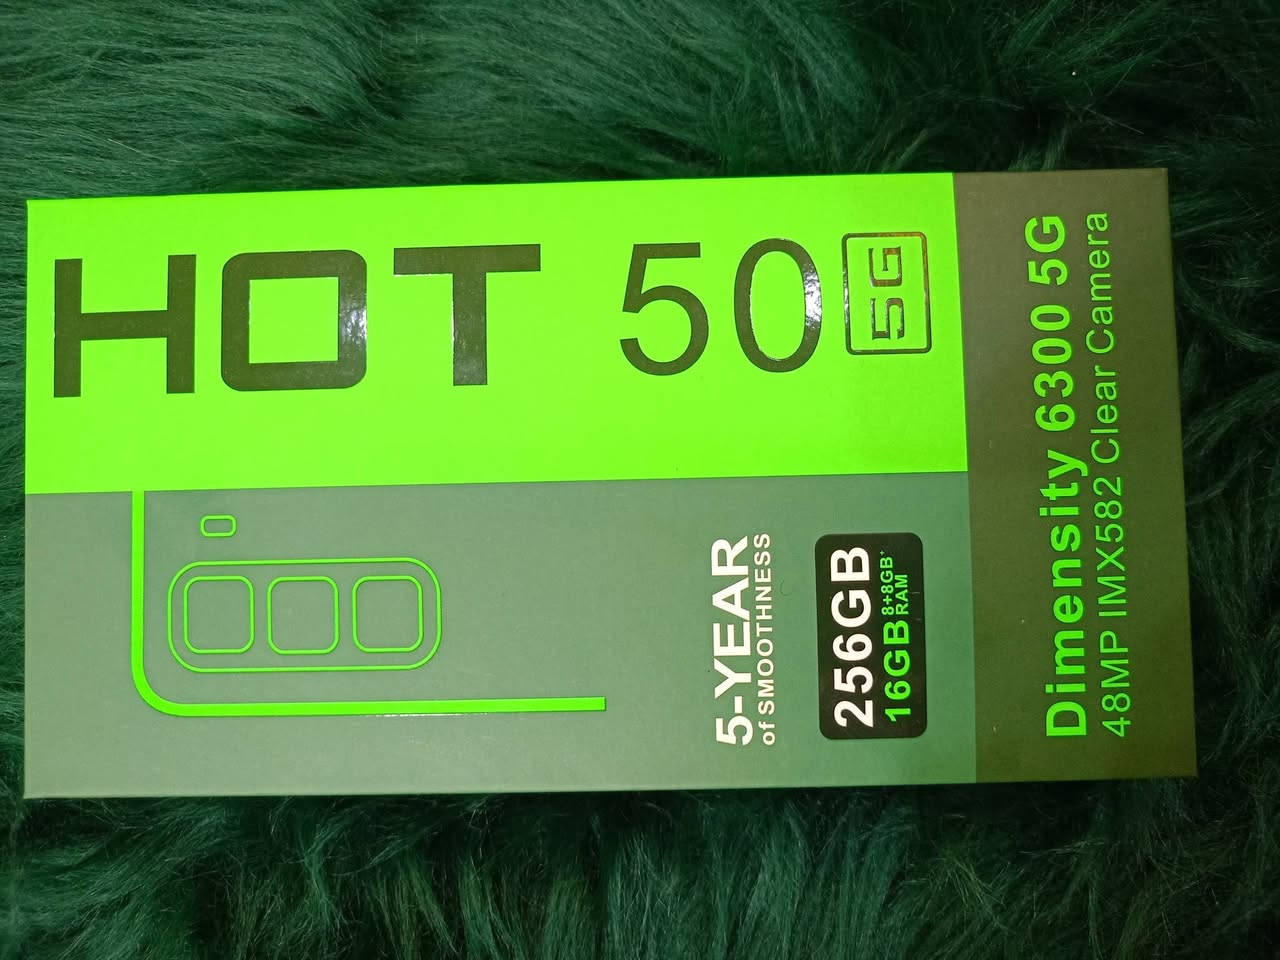 HOT 50 5G
5-YEAR
of SMOOTHNESS
256GB
16GB 8+8GB*
RAM
Dimensity 6300 5G
48MP IMX582 Clear Camera